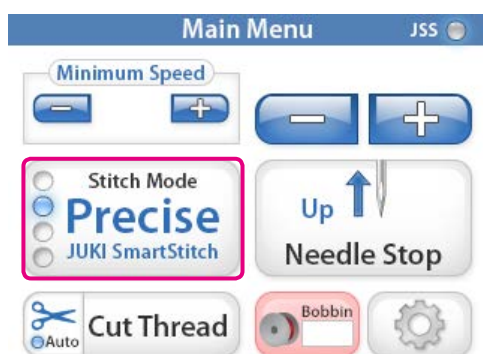 Main Menu
JSS
Minimum Speed
Stitch Mode
Precise
JUKI SmartStitch
Up
Needle Stop
Auto
Cut Thread
Bobbin